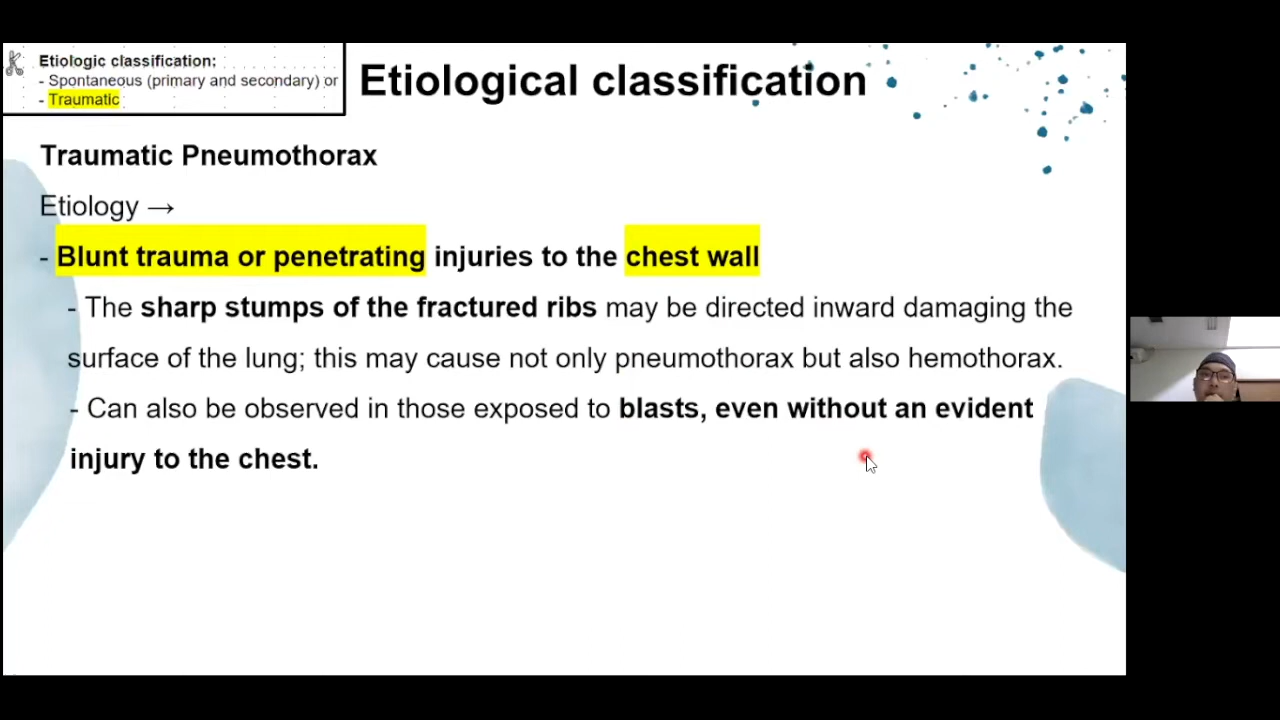 Etiologic classification:
- Spontaneous (primary and secondary) or
- Traumatic
Etiological classification
Traumatic Pneumothorax
Etiology →
- Blunt trauma or penetrating injuries to the chest wall
- The sharp stumps of the fractured ribs may be directed inward damaging the
surface of the lung; this may cause not only pneumothorax but also hemothorax.
- Can also be observed in those exposed to blasts, even without an evident
injury to the chest.